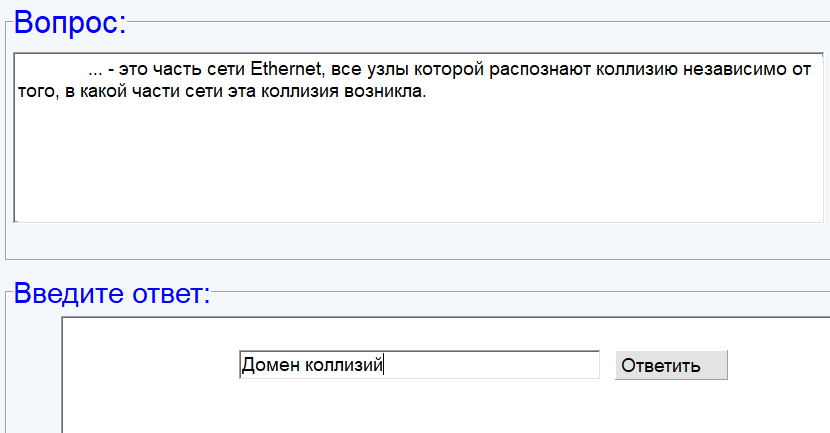 Вопрос:
... - это часть сети Ethernet, все узлы которой распознают коллизию независимо от
того, в какой части сети эта коллизия возникла.
Введите ответ:
Домен коллизий
Ответить